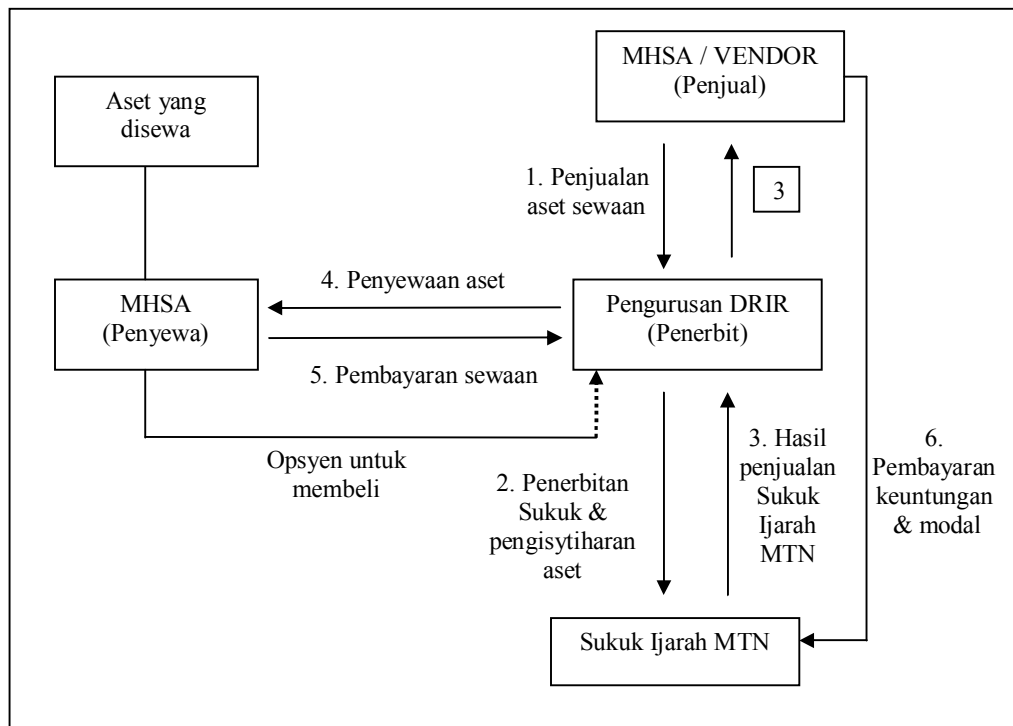 MHSA / VENDOR
(Penjual)
Aset yang
disewa
1. Penjualan
aset sewaan
3
MHSA
(Penyewa)
4. Penyewaan aset
Pengurusan DRIR
(Penerbit)
5. Pembayaran sewaan
Opsyen untuk
membeli
2. Penerbitan
Sukuk &
pengisytiharan
aset
3. Hasil
penjualan
Sukuk
Ijarah
MTN
6.
Pembayaran
keuntungan
& modal
Sukuk Ijarah MTN